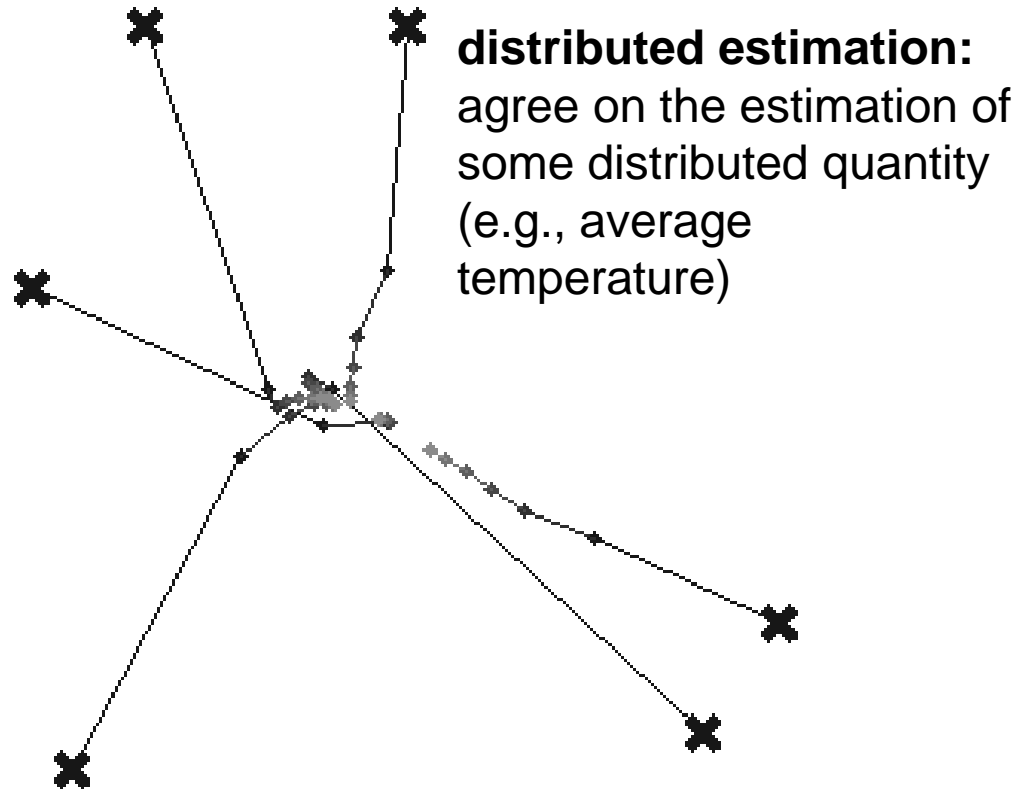 distributed estimation:
agree on the estimation of
some distributed quantity
(e.g., average
temperature)